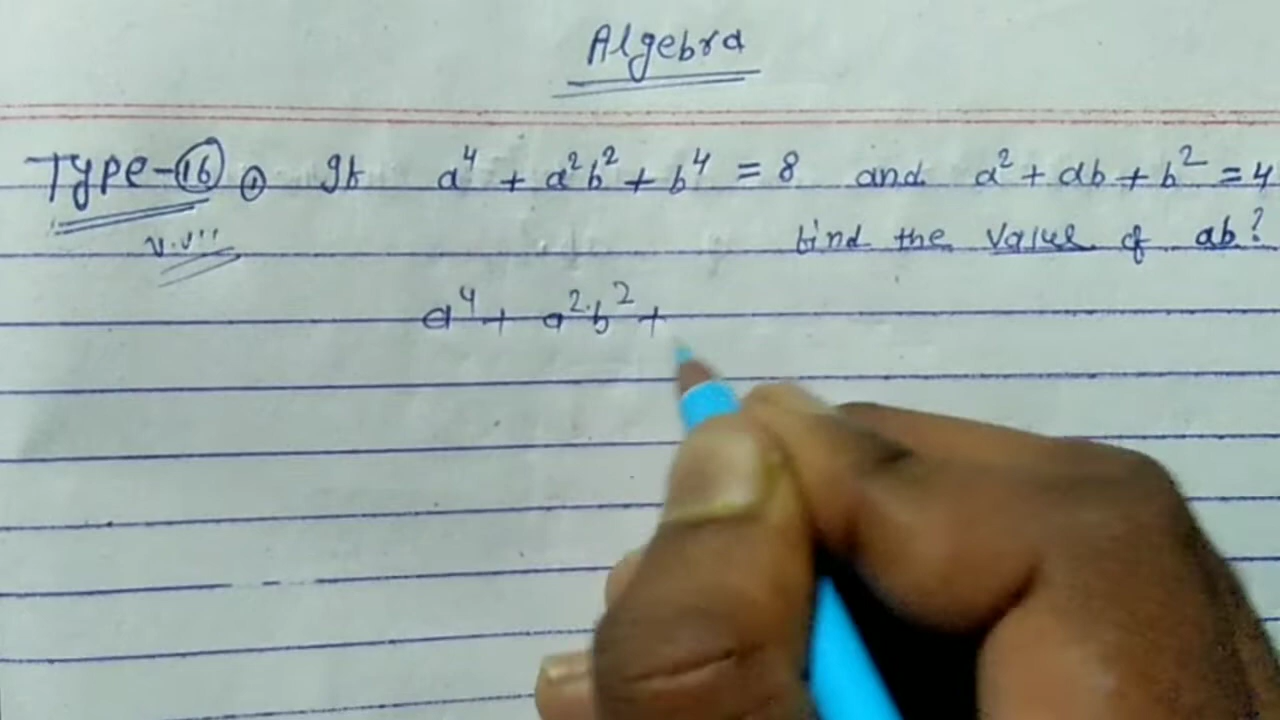 Algebra
Type-16 ① If a⁴ + a²b² + b⁴ = 8 and a² + ab + b² = 4
v.v.i find the value of ab?
a⁴ + a².b² +